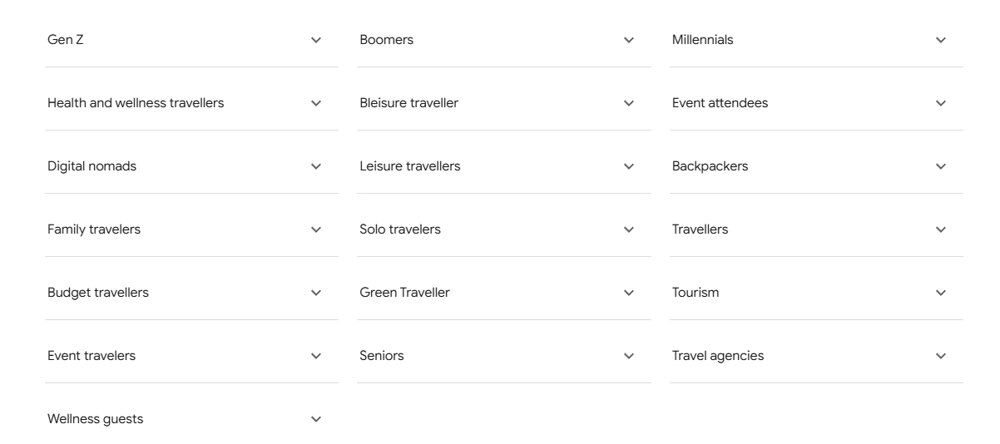 Gen Z
Boomers
Millennials
Health and wellness travellers
Bleisure traveller
Event attendees
Digital nomads
Leisure travellers
Backpackers
Family travelers
Solo travelers
Travellers
Budget travellers
Green Traveller
Tourism
Event travelers
Seniors
Travel agencies
Wellness guests